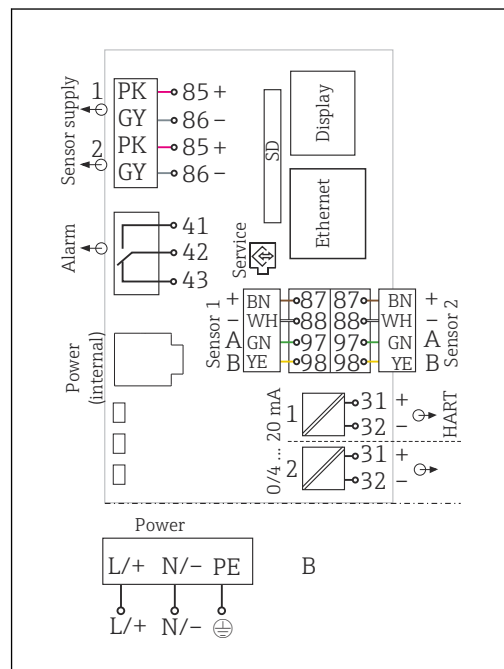 Sensor supply
1
PK
85 +
GY
86 −
2
PK
85 +
GY
86 −
Display
SD
Ethernet
Alarm
41
42
43
Service
Sensor 1
+ BN 87 87 BN +
− WH 88 88 WH −
A GN 97 97 GN A
B YE 98 98 YE B
Sensor 2
Power
(internal)
0/4 ... 20 mA
1
31 +
32 −
HART
2
31 +
32 −
Power
L/+ N/− PE
B
L/+ N/−